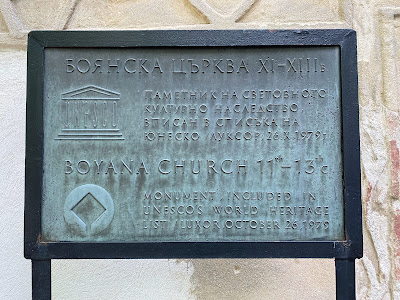 БОЯНСКА ЦЪРКВА XI–XIIIв
ПАМЕТНИК НА СВЕТОВНОТО
КУЛТУРНО НАСЛЕДСТВО
ВПИСАН В СПИСЪКА НА
ЮНЕСКО/ЛУКСОР 26.X.1979г
UNESCO
BOYANA CHURCH 11TH–13TH C.
MONUMENT INCLUDED IN
UNESCO'S WORLD HERITAGE
LIST/LUXOR OCTOBER 26.1979